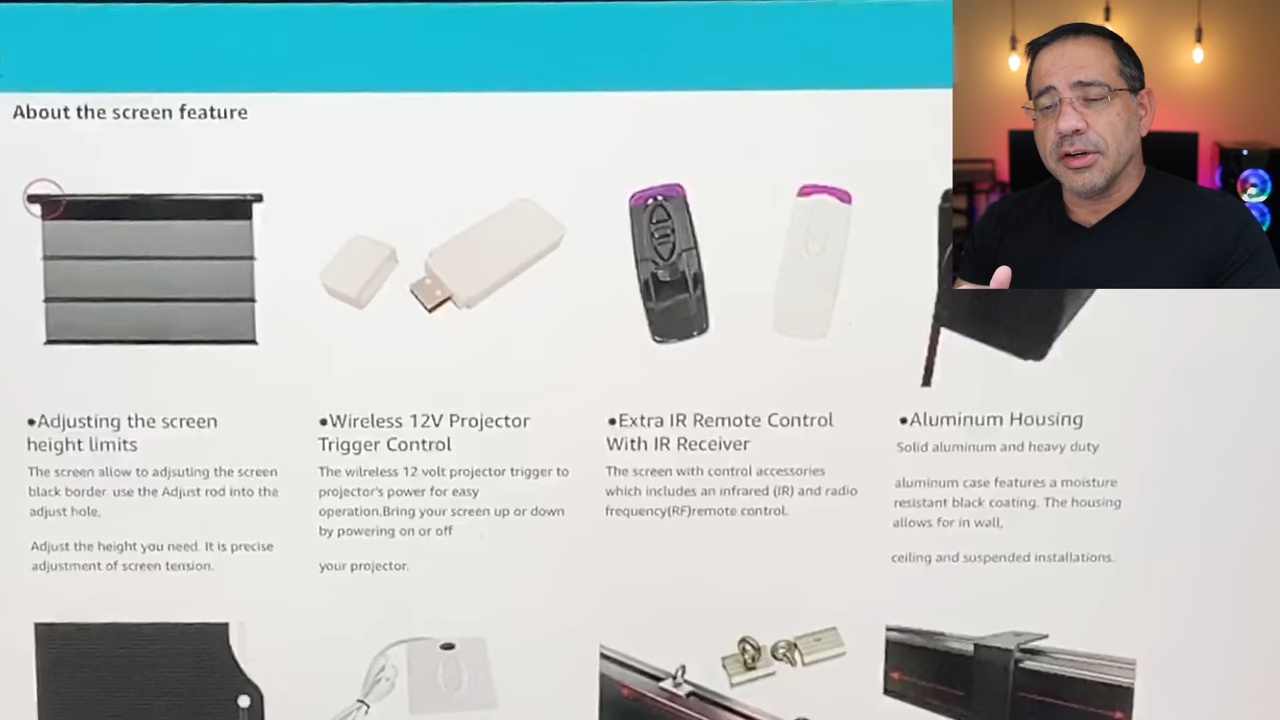 About the screen feature
•Adjusting the screen
height limits
The screen allow to adjsuting the screen
black border. use the Adjust rod into the
adjust hole,
Adjust the height you need. It is precise
adjustment of screen tension.
•Wireless 12V Projector
Trigger Control
The wilreless 12 volt projector trigger to
projector's power for easy
operation.Bring your screen up or down
by powering on or off
your projector.
•Extra IR Remote Control
With IR Receiver
The screen with control accessories
which includes an infrared (IR) and radio
frequency(RF)remote control.
•Aluminum Housing
Solid aluminum and heavy duty
aluminum case features a moisture
resistant black coating. The housing
allows for in wall,
ceiling and suspended installations.